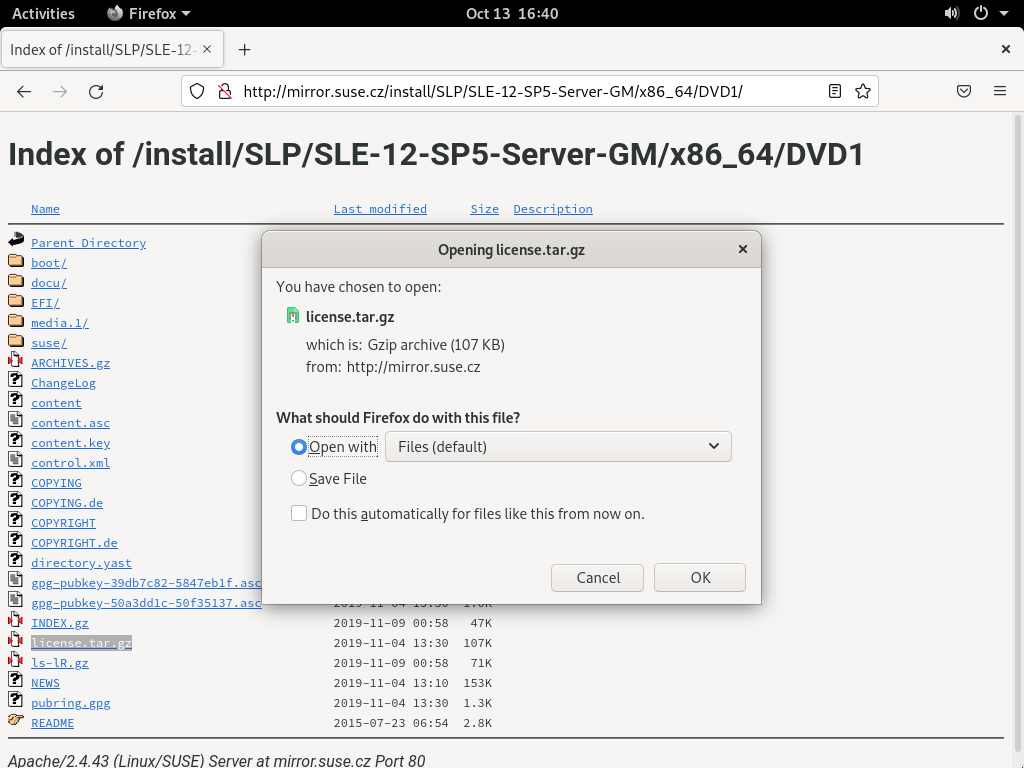 Activities Firefox Oct 13 16:40
Index of /install/SLP/SLE-12-
http://mirror.suse.cz/install/SLP/SLE-12-SP5-Server-GM/x86_64/DVD1/
Index of /install/SLP/SLE-12-SP5-Server-GM/x86_64/DVD1
Name Last modified Size Description
Parent Directory
boot/
docu/
EFI/
media.1/
suse/
ARCHIVES.gz
ChangeLog
content
content.asc
content.key
control.xml
COPYING
COPYING.de
COPYRIGHT
COPYRIGHT.de
directory.yast
gpg-pubkey-39db7c82-5847eb1f.asc
gpg-pubkey-50a3dd1c-50f35137.asc 2019-11-04 13:30 1.0K
INDEX.gz 2019-11-09 00:58 47K
license.tar.gz 2019-11-04 13:30 107K
ls-lR.gz 2019-11-09 00:58 71K
NEWS 2019-11-04 13:10 153K
pubring.gpg 2019-11-04 13:30 1.3K
README 2015-07-23 06:54 2.8K
Apache/2.4.43 (Linux/SUSE) Server at mirror.suse.cz Port 80
Opening license.tar.gz
You have chosen to open:
license.tar.gz
which is: Gzip archive (107 KB)
from: http://mirror.suse.cz
What should Firefox do with this file?
Open with Files (default)
Save File
Do this automatically for files like this from now on.
Cancel OK